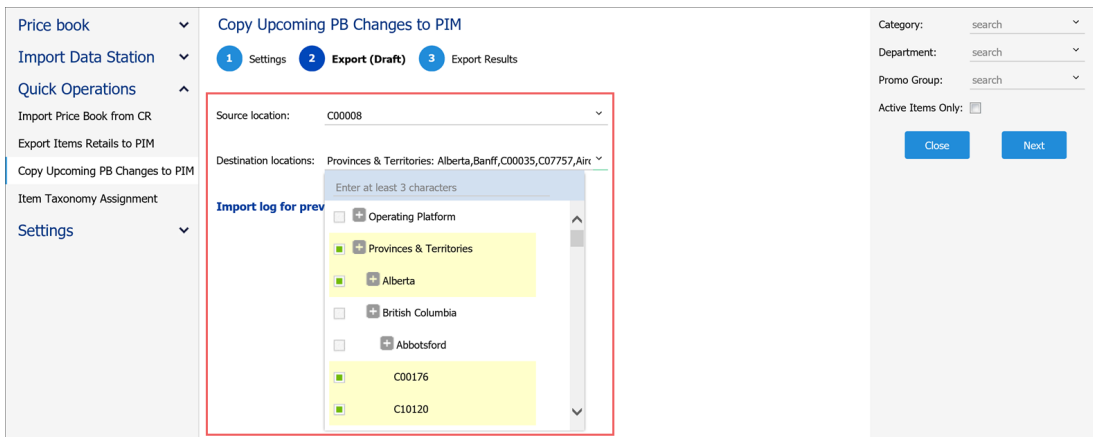 Price book
Import Data Station
Quick Operations
Import Price Book from CR
Export Items Retails to PIM
Copy Upcoming PB Changes to PIM
Item Taxonomy Assignment
Settings
Copy Upcoming PB Changes to PIM
1 Settings 2 Export (Draft) 3 Export Results
Source location: C00008
Destination locations: Provinces & Territories: Alberta,Banff,C00035,C07757,Air
Enter at least 3 characters
Import log for prev
Operating Platform
Provinces & Territories
Alberta
British Columbia
Abbotsford
C00176
C10120
Category: search
Department: search
Promo Group: search
Active Items Only:
Close Next